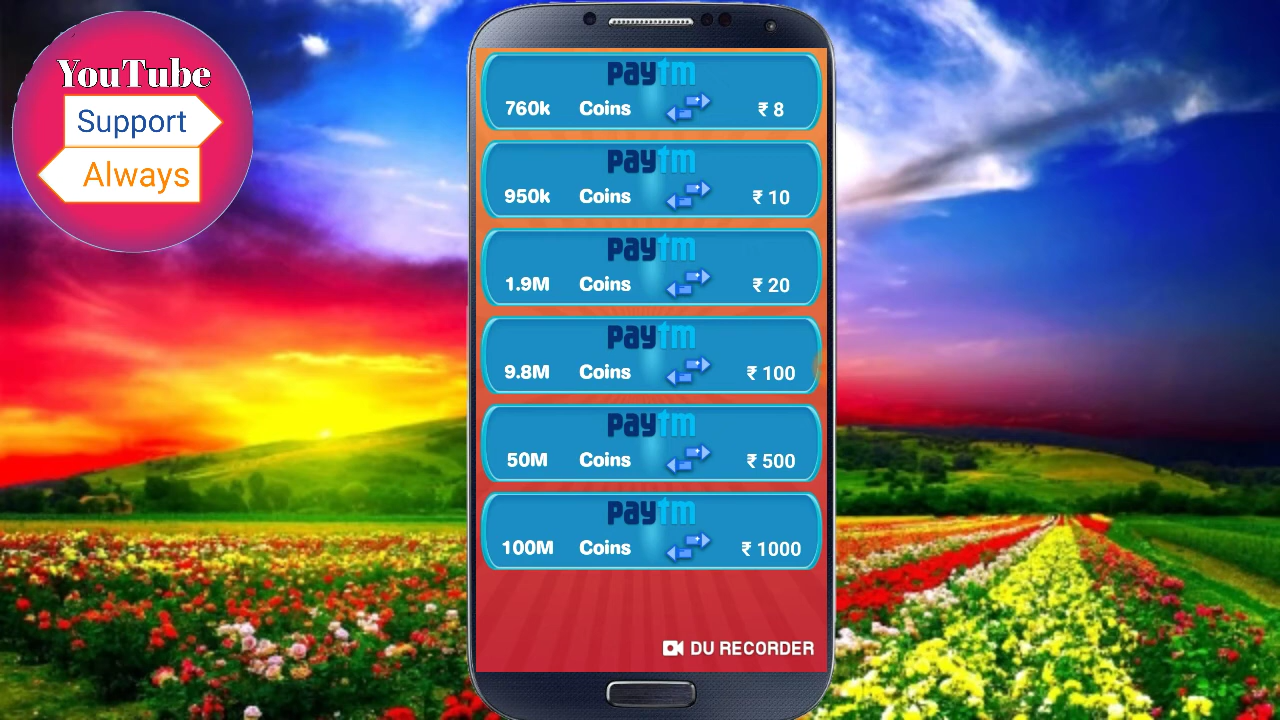 YouTube
Support
Always
paytm
760k Coins ₹ 8
paytm
950k Coins ₹ 10
paytm
1.9M Coins ₹ 20
paytm
9.8M Coins ₹ 100
paytm
50M Coins ₹ 500
paytm
100M Coins ₹ 1000
DU RECORDER